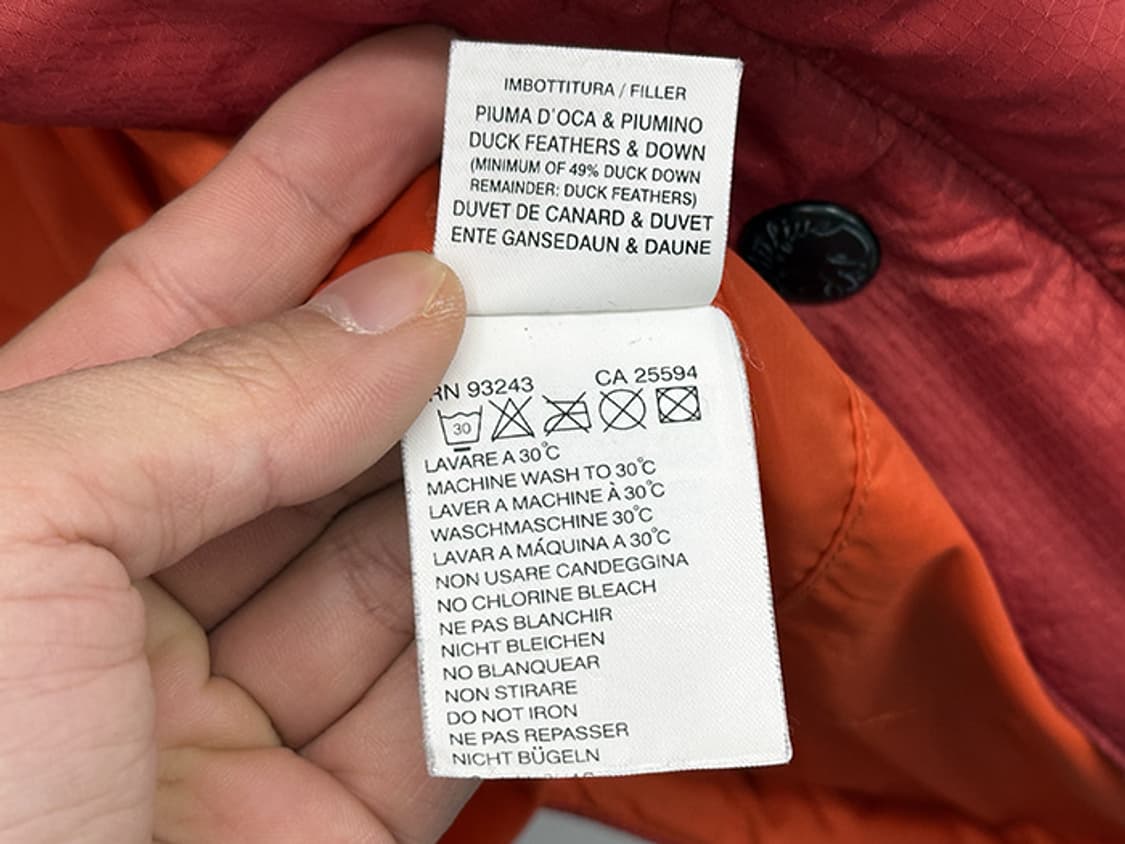 IMBOTTITURA / FILLER
PIUMA D'OCA & PIUMINO
DUCK FEATHERS & DOWN
(MINIMUM OF 49% DUCK DOWN
REMAINDER: DUCK FEATHERS)
DUVET DE CANARD & DUVET
ENTE GANSEDAUN & DAUNE
RN 93243 CA 25594
30
LAVARE A 30°C
MACHINE WASH TO 30°C
LAVER A MACHINE À 30°C
WASCHMASCHINE 30°C
LAVAR A MÁQUINA A 30°C
NON USARE CANDEGGINA
NO CHLORINE BLEACH
NE PAS BLANCHIR
NICHT BLEICHEN
NO BLANQUEAR
NON STIRARE
DO NOT IRON
NE PAS REPASSER
NICHT BÜGELN